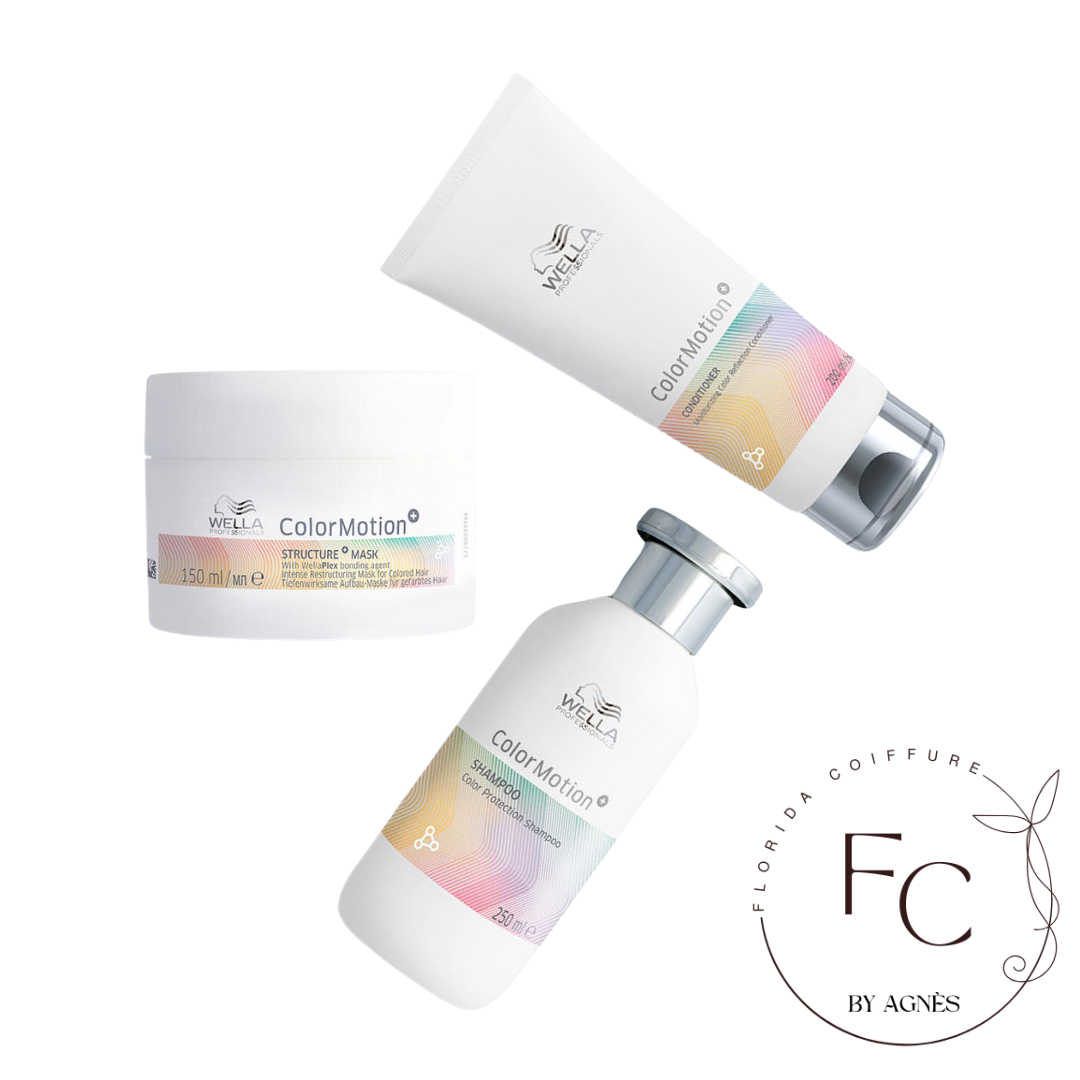 WELLA
PROFESSIONALS
ColorMotion+
CONDITIONER
Moisturizing Color Reflection Conditioner
200 ml
WELLA
PROFESSIONALS
ColorMotion+
STRUCTURE+ MASK
With WellaPlex bonding agent
150 ml/мл e
Intense Restructuring Mask for Colored Hair
Tiefenwirksame Aufbau-Maske für gefärbtes Haar
WELLA
PROFESSIONALS
ColorMotion+
SHAMPOO
Color Protection Shampoo
250 ml e
FLORIDA COIFFURE
FC
BY AGNÈS